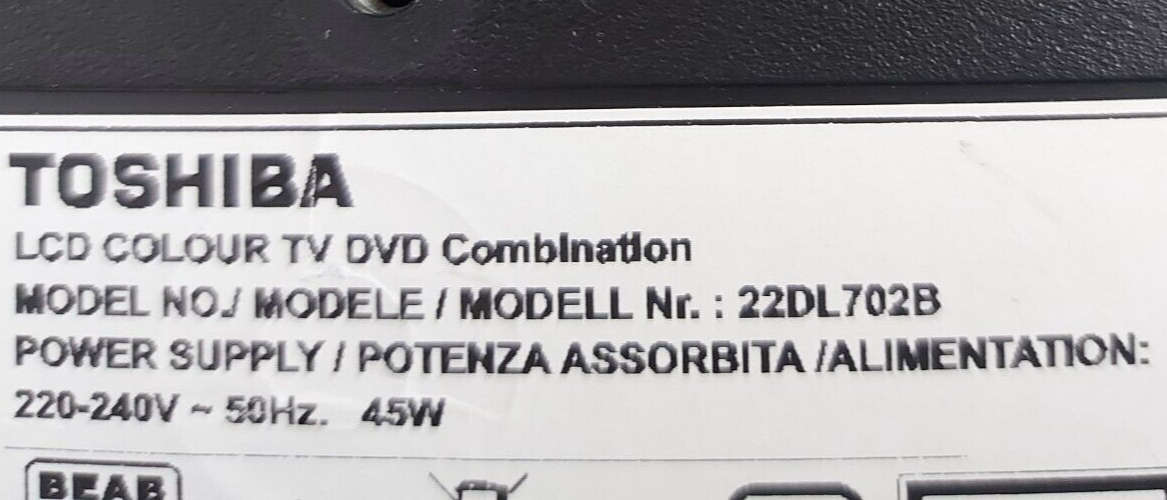 TOSHIBA
LCD COLOUR TV DVD Combination
MODEL NO./ MODELE / MODELL Nr. : 22DL702B
POWER SUPPLY / POTENZA ASSORBITA /ALIMENTATION:
220-240V ~ 50Hz. 45W
BEAB